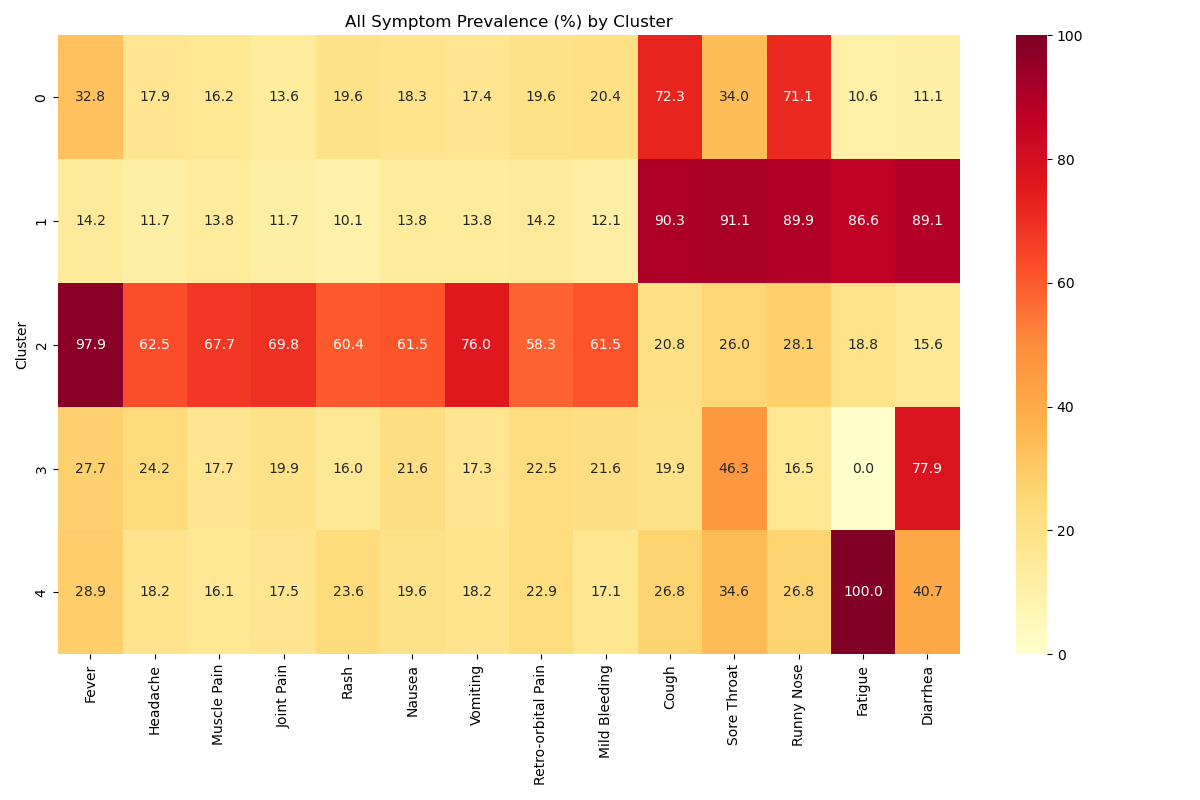 All Symptom Prevalence (%) by Cluster
0 32.8 17.9 16.2 13.6 19.6 18.3 17.4 19.6 20.4 72.3 34.0 71.1 10.6 11.1
1 14.2 11.7 13.8 11.7 10.1 13.8 13.8 14.2 12.1 90.3 91.1 89.9 86.6 89.1
2 97.9 62.5 67.7 69.8 60.4 61.5 76.0 58.3 61.5 20.8 26.0 28.1 18.8 15.6
3 27.7 24.2 17.7 19.9 16.0 21.6 17.3 22.5 21.6 19.9 46.3 16.5 0.0 77.9
4 28.9 18.2 16.1 17.5 23.6 19.6 18.2 22.9 17.1 26.8 34.6 26.8 100.0 40.7
Cluster
Fever
Headache
Muscle Pain
Joint Pain
Rash
Nausea
Vomiting
Retro-orbital Pain
Mild Bleeding
Cough
Sore Throat
Runny Nose
Fatigue
Diarrhea
100
80
60
40
20
0